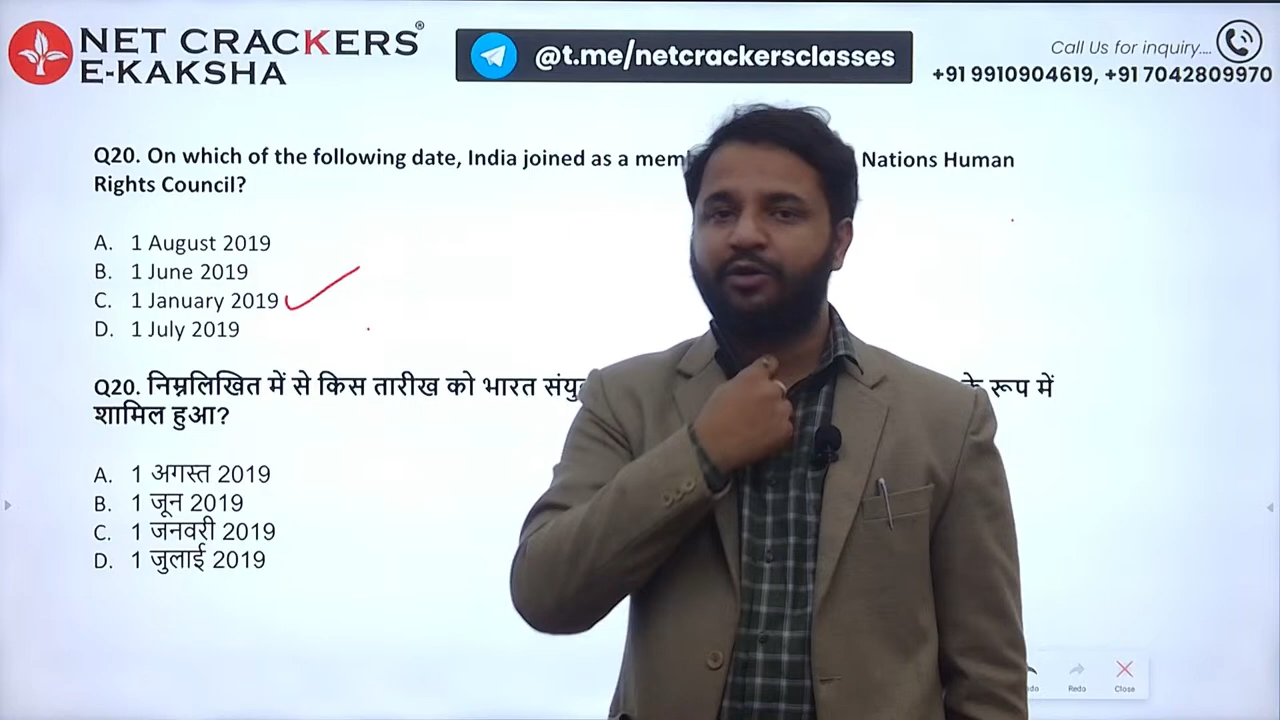 NET CRACKERS®
E-KAKSHA
@t.me/netcrackersclasses
Call Us for inquiry....
+91 9910904619, +91 7042809970
Q20. On which of the following date, India joined as a Nations Human
Rights Council?
A. 1 August 2019
B. 1 June 2019
C. 1 January 2019
D. 1 July 2019
Q20. निम्नलिखित में से किस तारीख को भारत के रूप में
शामिल हुआ?
A. 1 अगस्त 2019
B. 1 जून 2019
C. 1 जनवरी 2019
D. 1 जुलाई 2019
Redo
Close